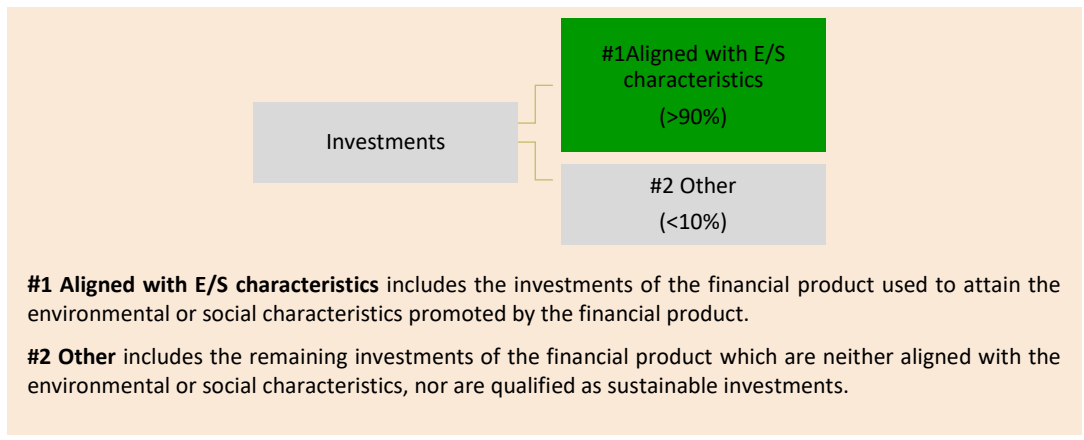 #1Aligned with E/S
characteristics
(>90%)
Investments
#2 Other
(<10%)
#1 Aligned with E/S characteristics includes the investments of the financial product used to attain the
environmental or social characteristics promoted by the financial product.
#2 Other includes the remaining investments of the financial product which are neither aligned with the
environmental or social characteristics, nor are qualified as sustainable investments.